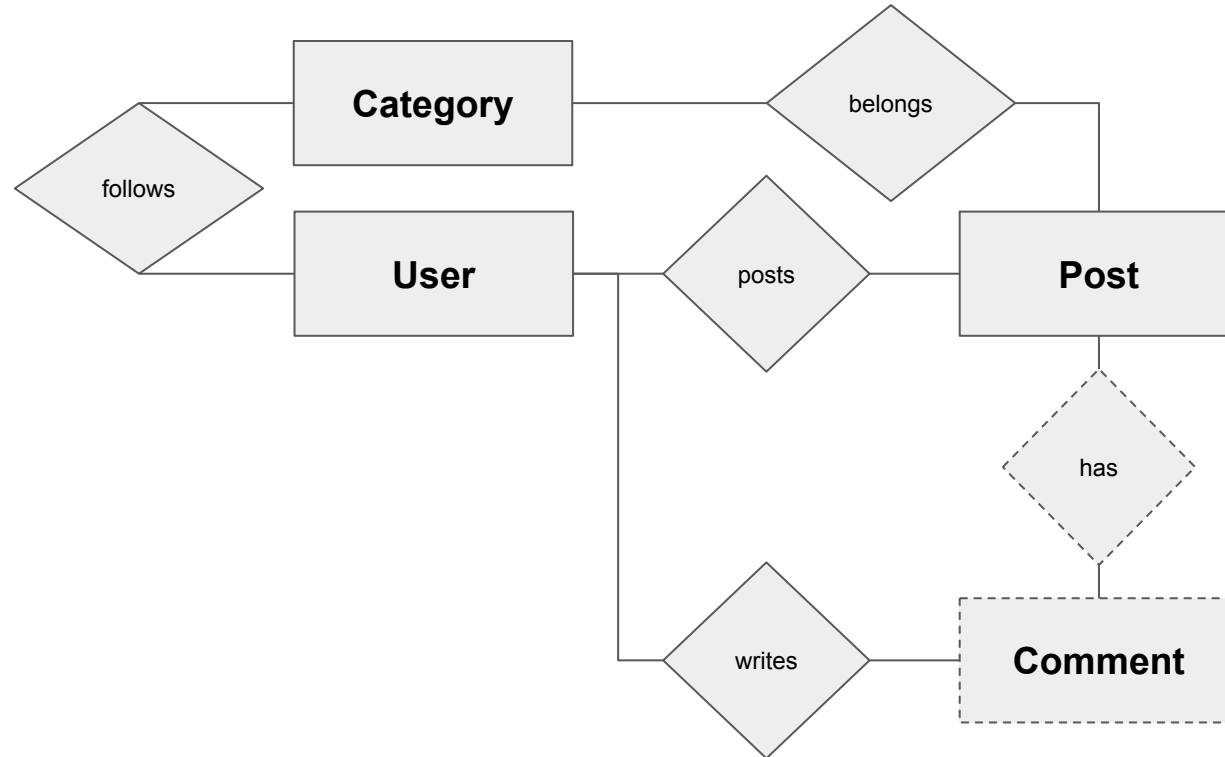 Category
belongs
follows
User
posts
Post
has
writes
Comment